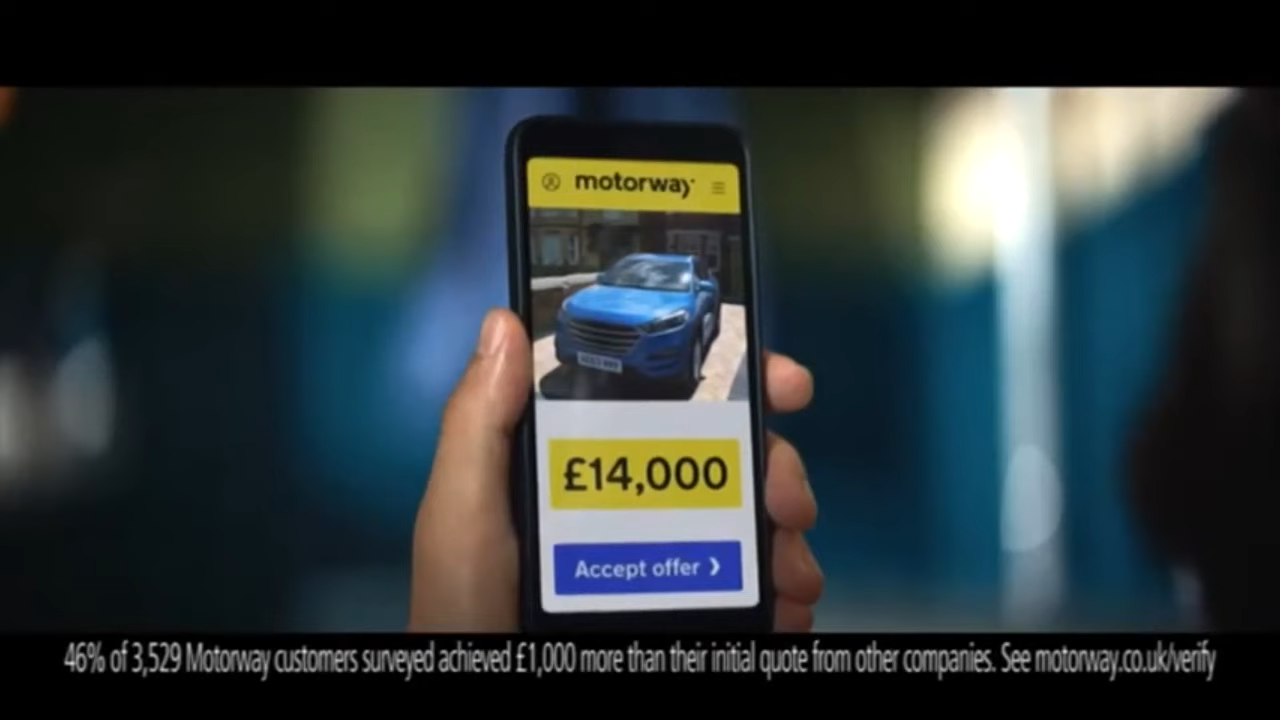 motorway
£14,000
Accept offer ❯
46% of 3,529 Motorway customers surveyed achieved £1,000 more than their initial quote from other companies. See motorway.co.uk/verify